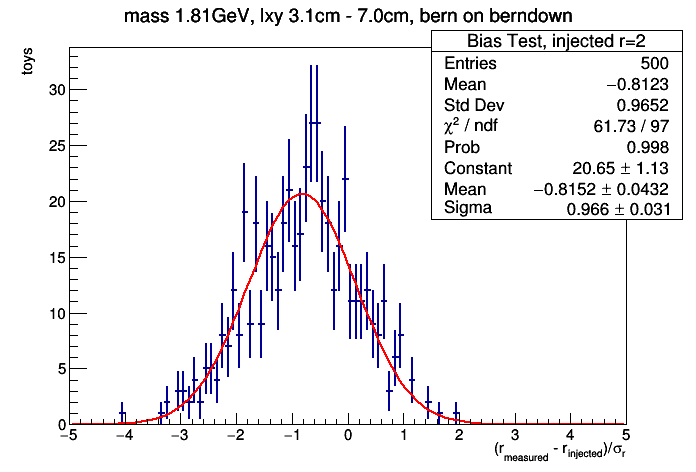 mass 1.81GeV, lxy 3.1cm - 7.0cm, bern on berndown
Bias Test, injected r=2
Entries 500
Mean −0.8123
Std Dev 0.9652
χ² / ndf 61.73 / 97
Prob 0.998
Constant 20.65 ± 1.13
Mean −0.8152 ± 0.0432
Sigma 0.966 ± 0.031
toys
30
25
20
15
10
5
0
−5 −4 −3 −2 −1 0 1 2 3 4 5
(r_measured - r_injected)/σ_r